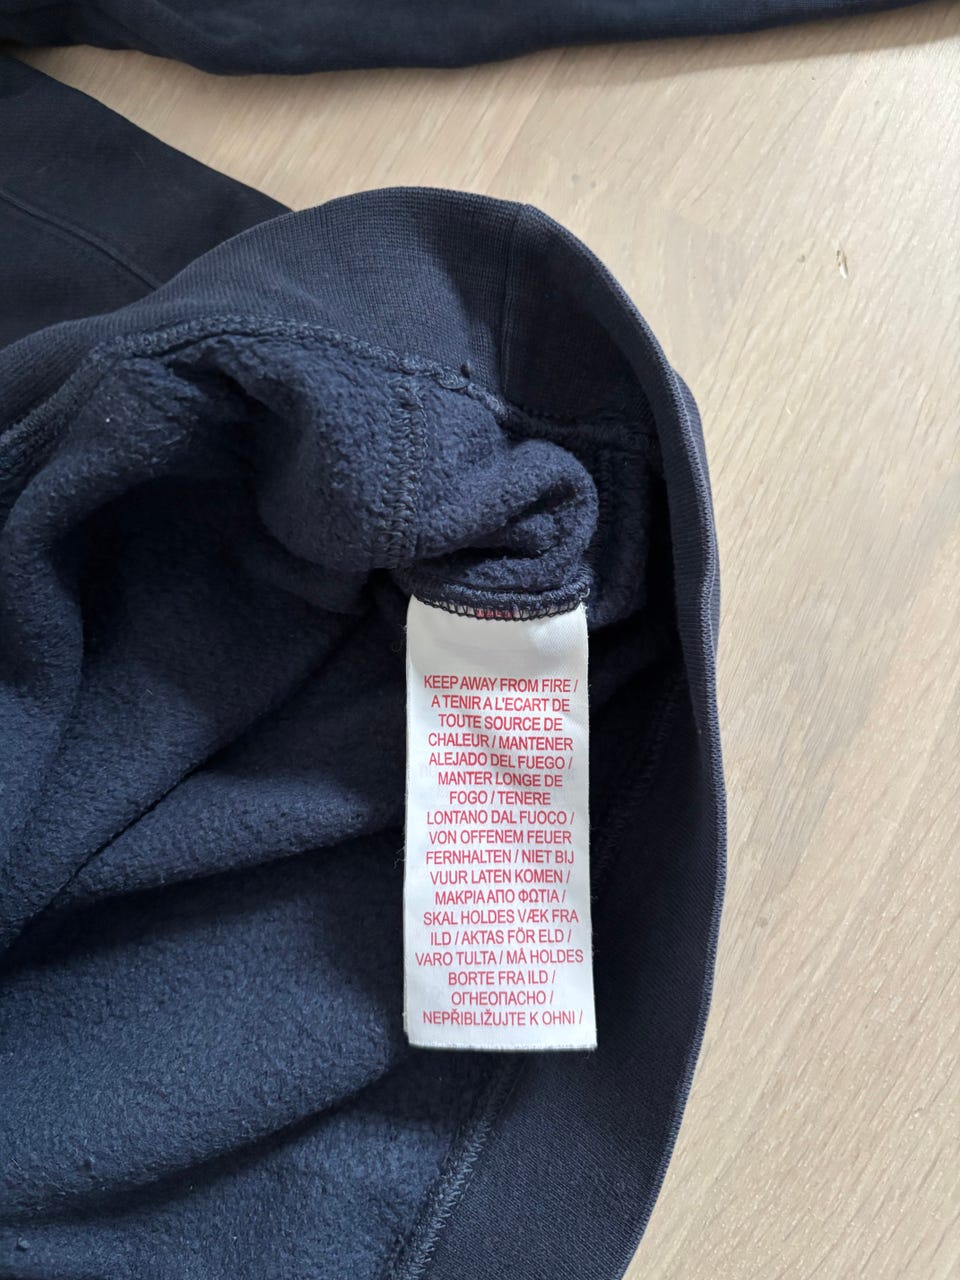 KEEP AWAY FROM FIRE /
A TENIR A L'ECART DE
TOUTE SOURCE DE
CHALEUR / MANTENER
ALEJADO DEL FUEGO /
MANTER LONGE DE
FOGO / TENERE
LONTANO DAL FUOCO /
VON OFFENEM FEUER
FERNHALTEN / NIET BIJ
VUUR LATEN KOMEN /
ΜΑΚΡΙΑ ΑΠΟ ΦΩΤΙΑ /
SKAL HOLDES VÆK FRA
ILD / AKTAS FÖR ELD /
VARO TULTA / MÅ HOLDES
BORTE FRA ILD /
ОГНЕОПАСНО /
NEPŘIBLIŽUJTE K OHNI /